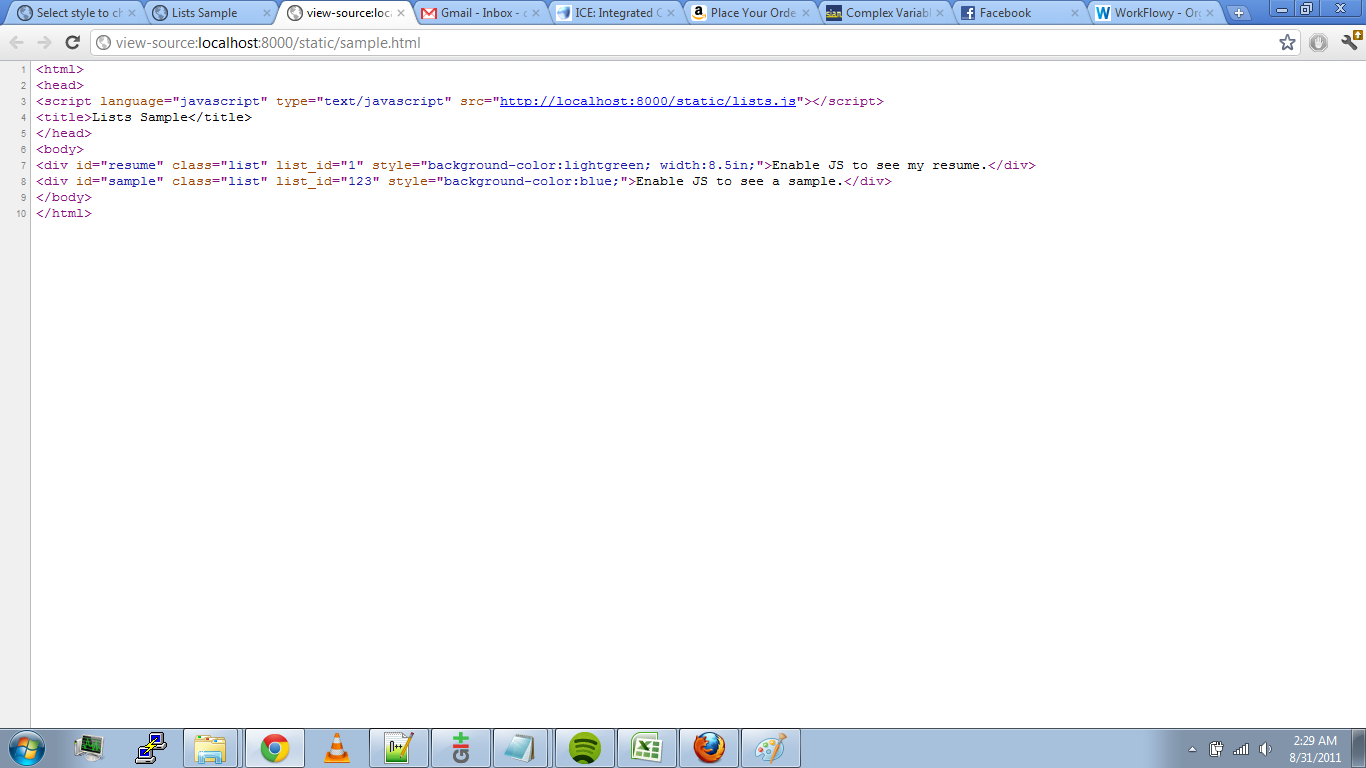 Select style to ch
Lists Sample
view-source:loc
Gmail - Inbox - c
ICE: Integrated C
Place Your Orde
Complex Variabl
Facebook
WorkFlowy - Org
view-source:localhost:8000/static/sample.html
1 <html>
2 <head>
3 <script language="javascript" type="text/javascript" src="http://localhost:8000/static/lists.js"></script>
4 <title>Lists Sample</title>
5 </head>
6 <body>
7 <div id="resume" class="list" list_id="1" style="background-color:lightgreen; width:8.5in;">Enable JS to see my resume.</div>
8 <div id="sample" class="list" list_id="123" style="background-color:blue;">Enable JS to see a sample.</div>
9 </body>
10 </html>
2:29 AM
8/31/2011